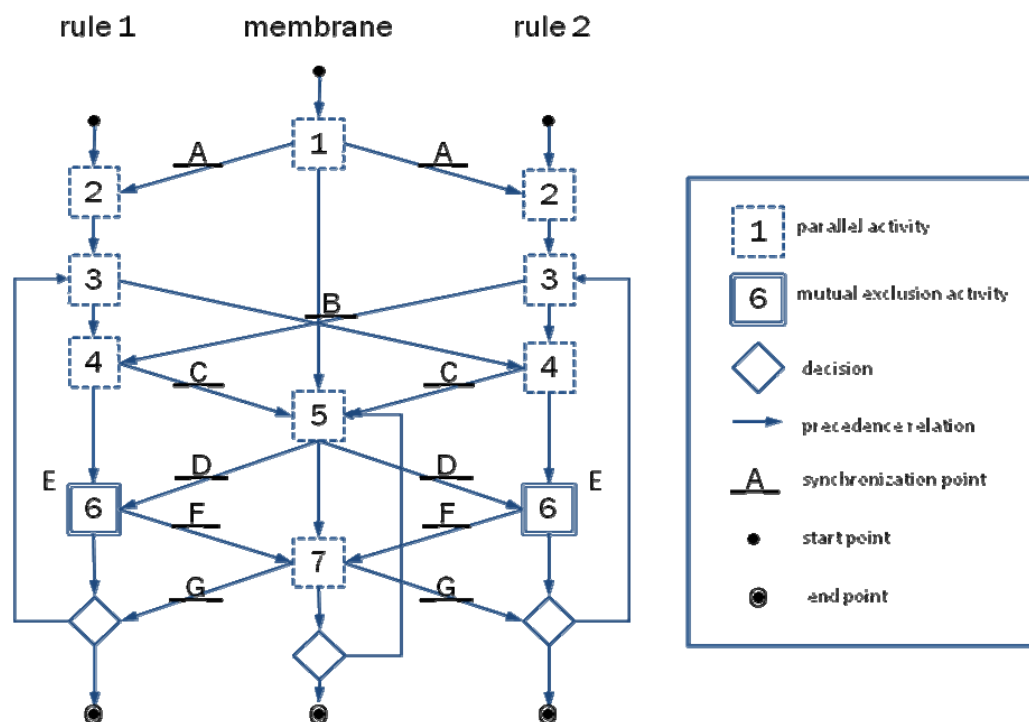 rule 1 membrane rule 2
A 1 A
2 2
3 3
B
4 4
C C
5
D D
E 6 6 E
F F
7
G G
1 parallel activity
6 mutual exclusion activity
decision
precedence relation
A synchronization point
start point
end point